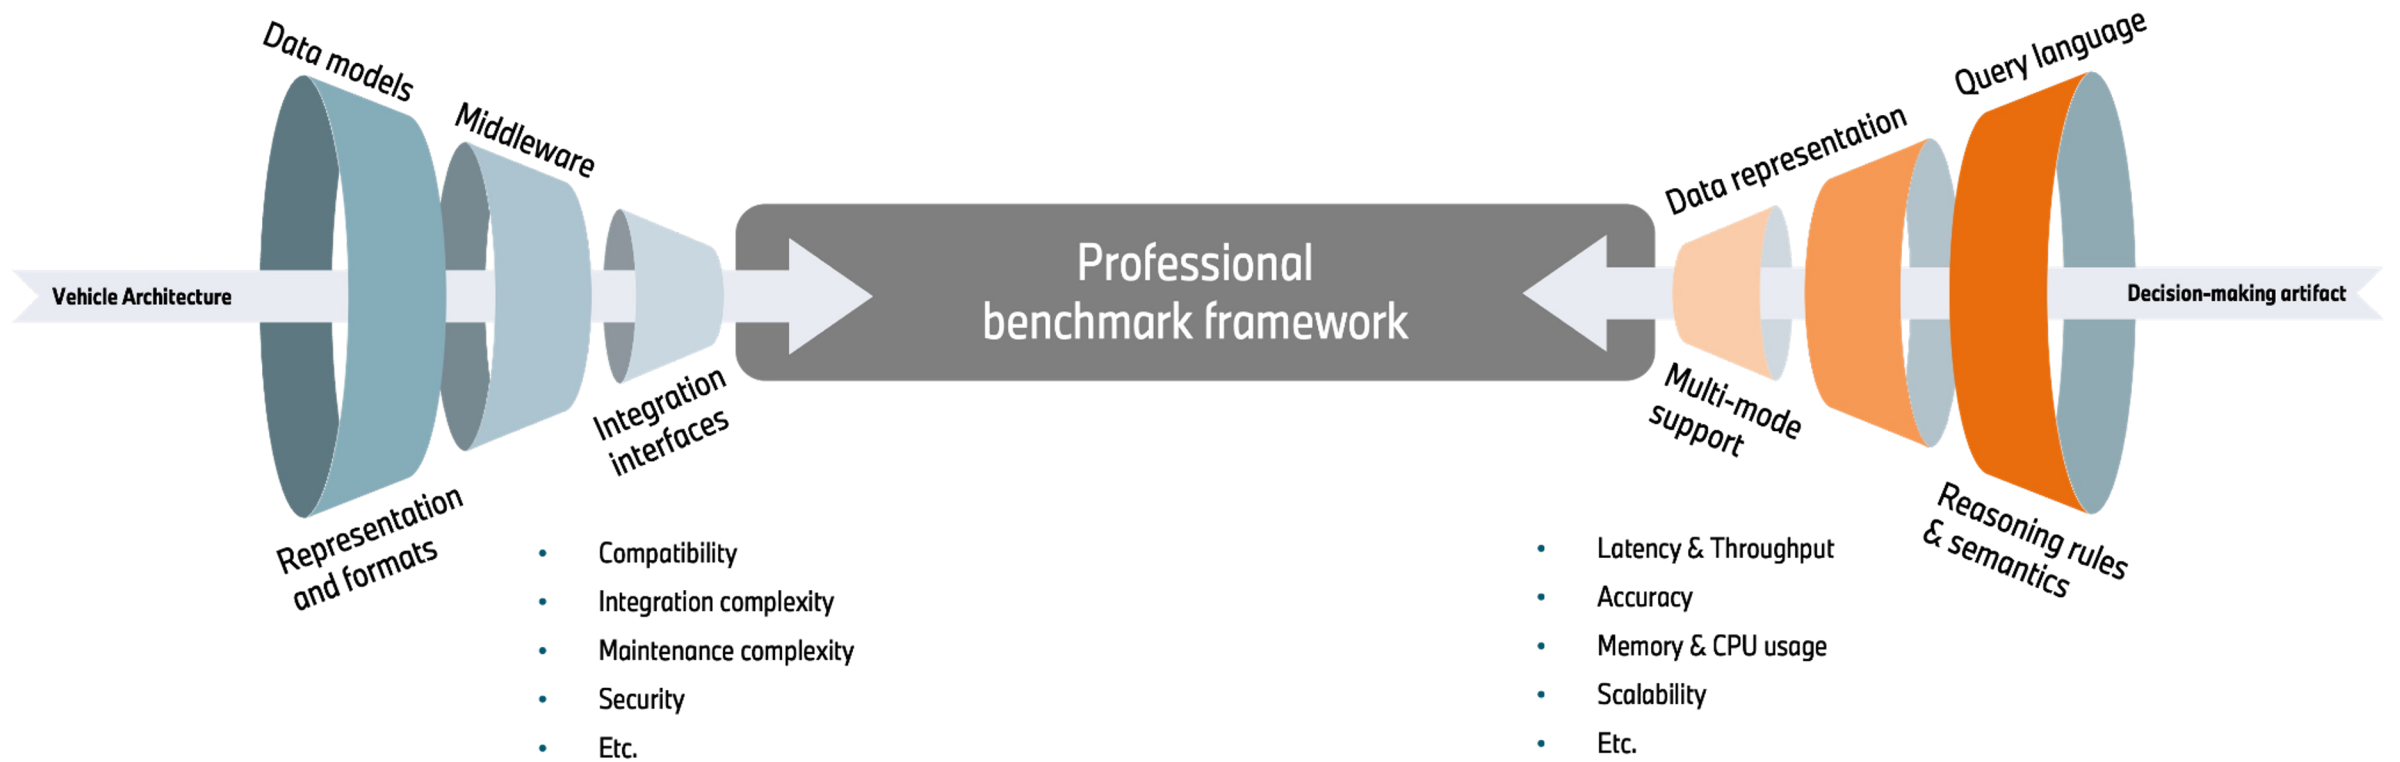 Data models
Middleware
Vehicle Architecture
Representation
and formats
Integration
interfaces
Professional
benchmark framework
Data representation
Query language
Decision-making artifact
Multi-mode
support
Reasoning rules
& semantics
• Compatibility
• Integration complexity
• Maintenance complexity
• Security
• Etc.
• Latency & Throughput
• Accuracy
• Memory & CPU usage
• Scalability
• Etc.